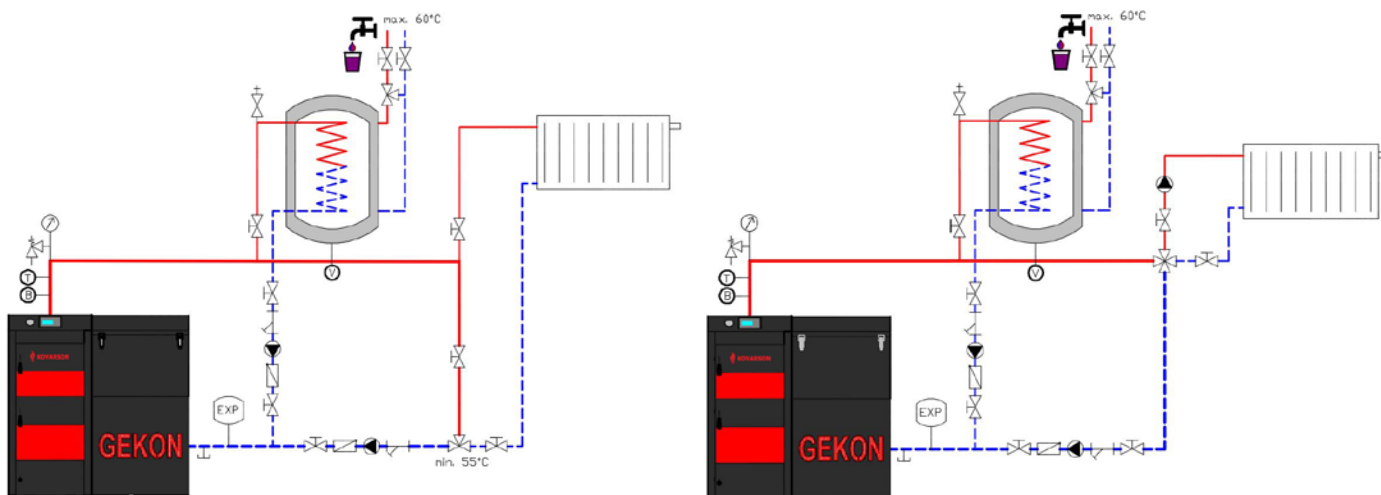 max. 60°C
T
B
V
KOVARSON
EXP
GEKON
min. 55°C
max. 60°C
T
B
V
KOVARSON
EXP
GEKON